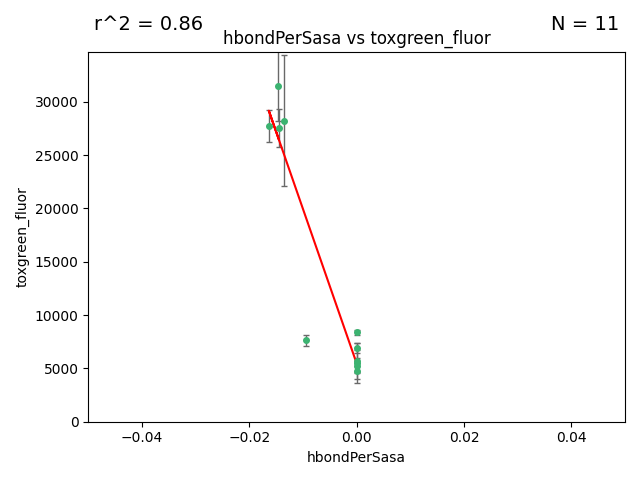 r^2 = 0.86
N = 11
hbondPerSasa vs toxgreen_fluor
30000
25000
20000
15000
10000
5000
0
toxgreen_fluor
−0.04
−0.02
0.00
0.02
0.04
hbondPerSasa